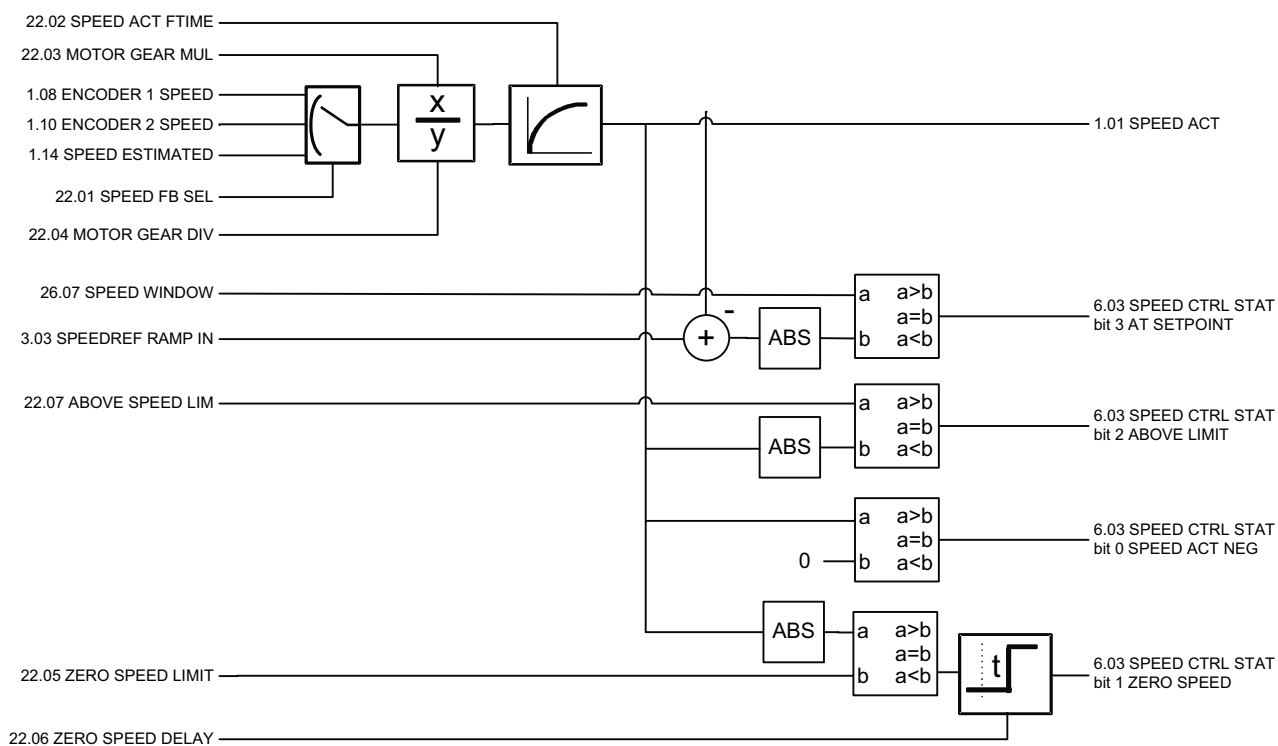 22.02 SPEED ACT FTIME
22.03 MOTOR GEAR MUL
1.08 ENCODER 1 SPEED
1.10 ENCODER 2 SPEED
1.14 SPEED ESTIMATED
22.01 SPEED FB SEL
22.04 MOTOR GEAR DIV
x
y
1.01 SPEED ACT
26.07 SPEED WINDOW
3.03 SPEEDREF RAMP IN
-
+
ABS
a a>b
a=b
b a<b
6.03 SPEED CTRL STAT
bit 3 AT SETPOINT
22.07 ABOVE SPEED LIM
ABS
a a>b
a=b
b a<b
6.03 SPEED CTRL STAT
bit 2 ABOVE LIMIT
0
a a>b
a=b
b a<b
6.03 SPEED CTRL STAT
bit 0 SPEED ACT NEG
ABS
a a>b
a=b
b a<b
22.05 ZERO SPEED LIMIT
t
6.03 SPEED CTRL STAT
bit 1 ZERO SPEED
22.06 ZERO SPEED DELAY